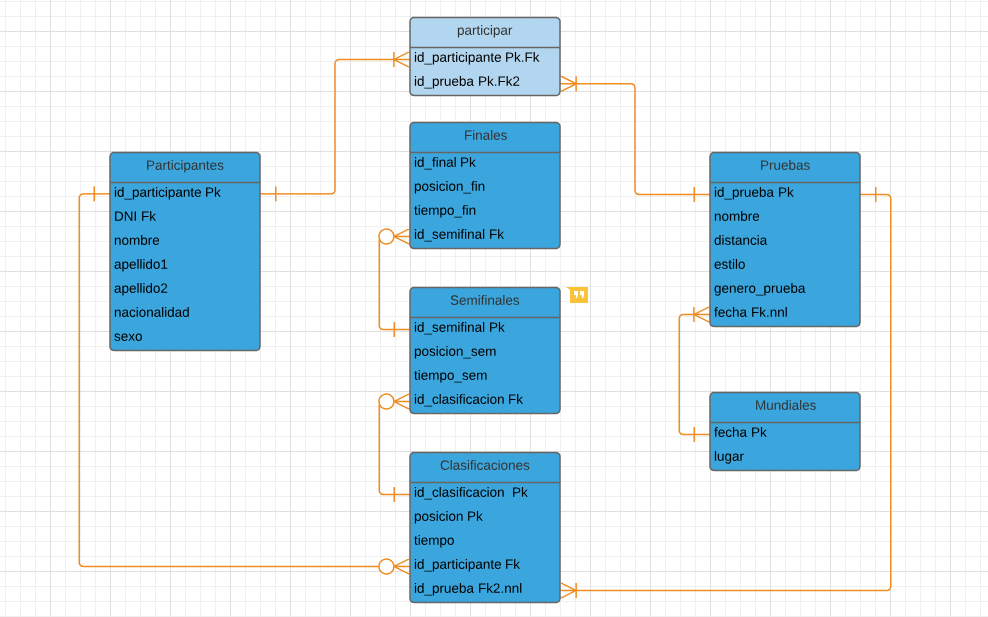 participar
id_participante Pk.Fk
id_prueba Pk.Fk2
Finales
id_final Pk
posicion_fin
tiempo_fin
id_semifinal Fk
Participantes
id_participante Pk
DNI Fk
nombre
apellido1
apellido2
nacionalidad
sexo
Pruebas
id_prueba Pk
nombre
distancia
estilo
genero_prueba
fecha Fk.nnl
Semifinales
id_semifinal Pk
posicion_sem
tiempo_sem
id_clasificacion Fk
Mundiales
fecha Pk
lugar
Clasificaciones
id_clasificacion  Pk
posicion Pk
tiempo
id_participante Fk
id_prueba Fk2.nnl